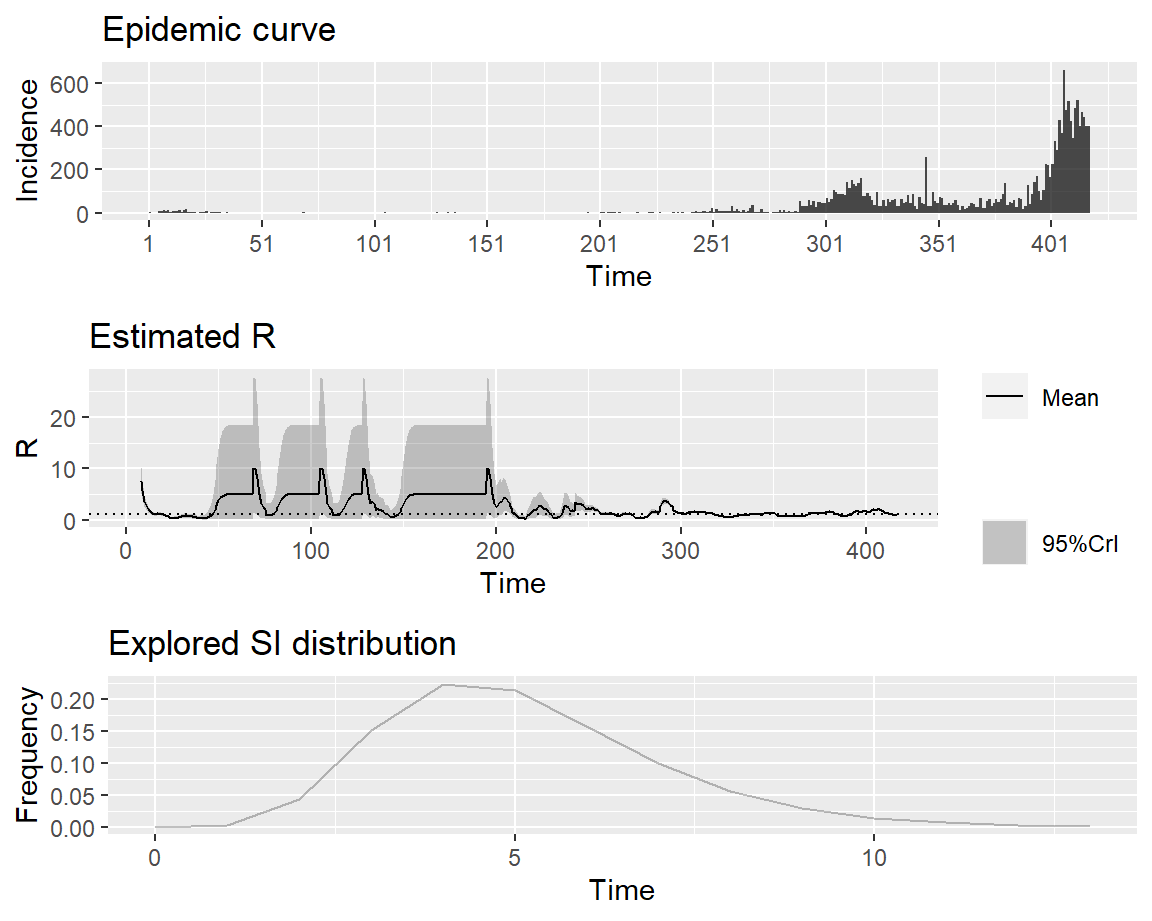 Epidemic curve
Incidence
600
400
200
0
1 51 101 151 201 251 301 351 401
Time
Estimated R
R
20
10
0
0 100 200 300 400
Time
Mean
95%CrI
Explored SI distribution
Frequency
0.20
0.15
0.10
0.05
0.00
0 5 10
Time